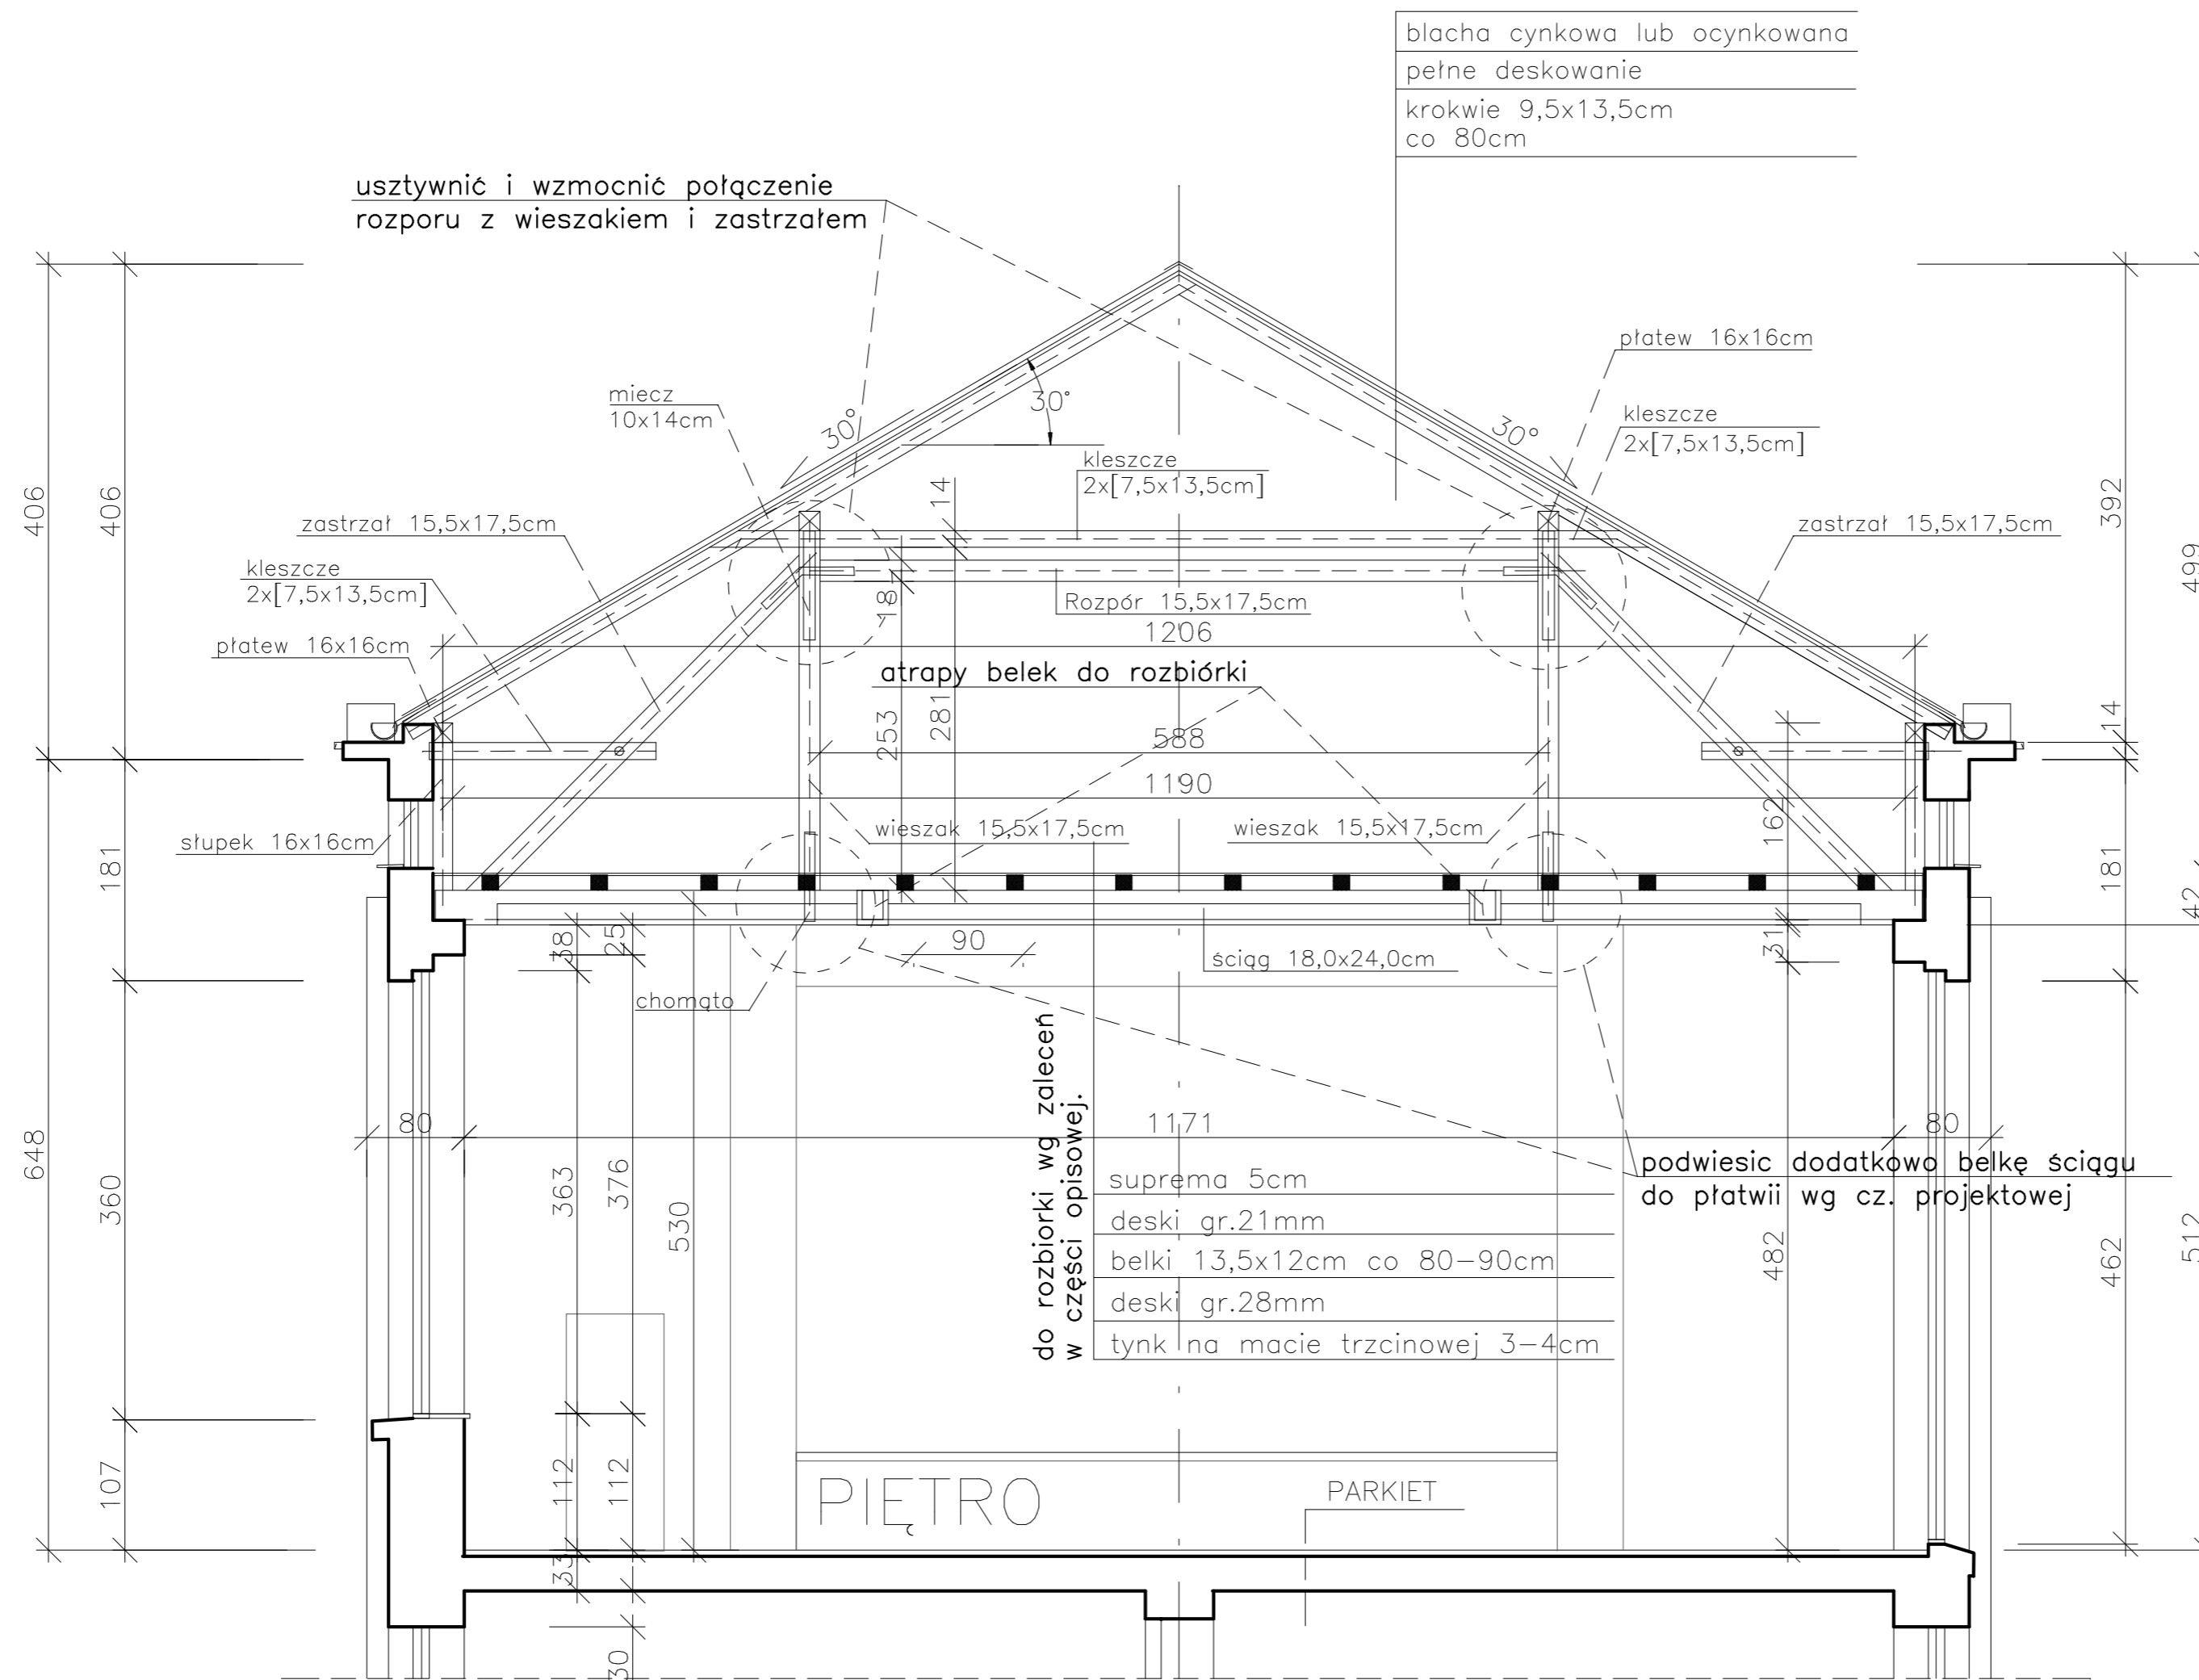 blacha cynkowa lub ocynkowana
pełne deskowanie
krokwie 9,5x13,5cm
co 80cm
usztywnić i wzmocnić połączenie
rozporu z wieszakiem i zastrzałem
płatew 16x16cm
miecz
10x14cm
30°
30°
30°
kleszcze
2x[7,5x13,5cm]
kleszcze
2x[7,5x13,5cm]
406
406
14
392
zastrzał 15,5x17,5cm
zastrzał 15,5x17,5cm
499
kleszcze
2x[7,5x13,5cm]
18
Rozpór 15,5x17,5cm
1206
płatew 16x16cm
atrapy belek do rozbiórki
253
281
588
14
1190
162
słupek 16x16cm
wieszak 15,5x17,5cm
wieszak 15,5x17,5cm
181
181
42
38
25
90
ściąg 18,0x24,0cm
31
chomąto
80
1171
80
648
360
363
376
530
do rozbiorki wg zaleceń
w części opisowej.
suprema 5cm
deski gr.21mm
belki 13,5x12cm co 80-90cm
deski gr.28mm
tynk na macie trzcinowej 3-4cm
podwiesic dodatkowo belkę ściągu
do płatwii wg cz. projektowej
482
462
512
107
112
112
PIĘTRO
PARKIET
33
30